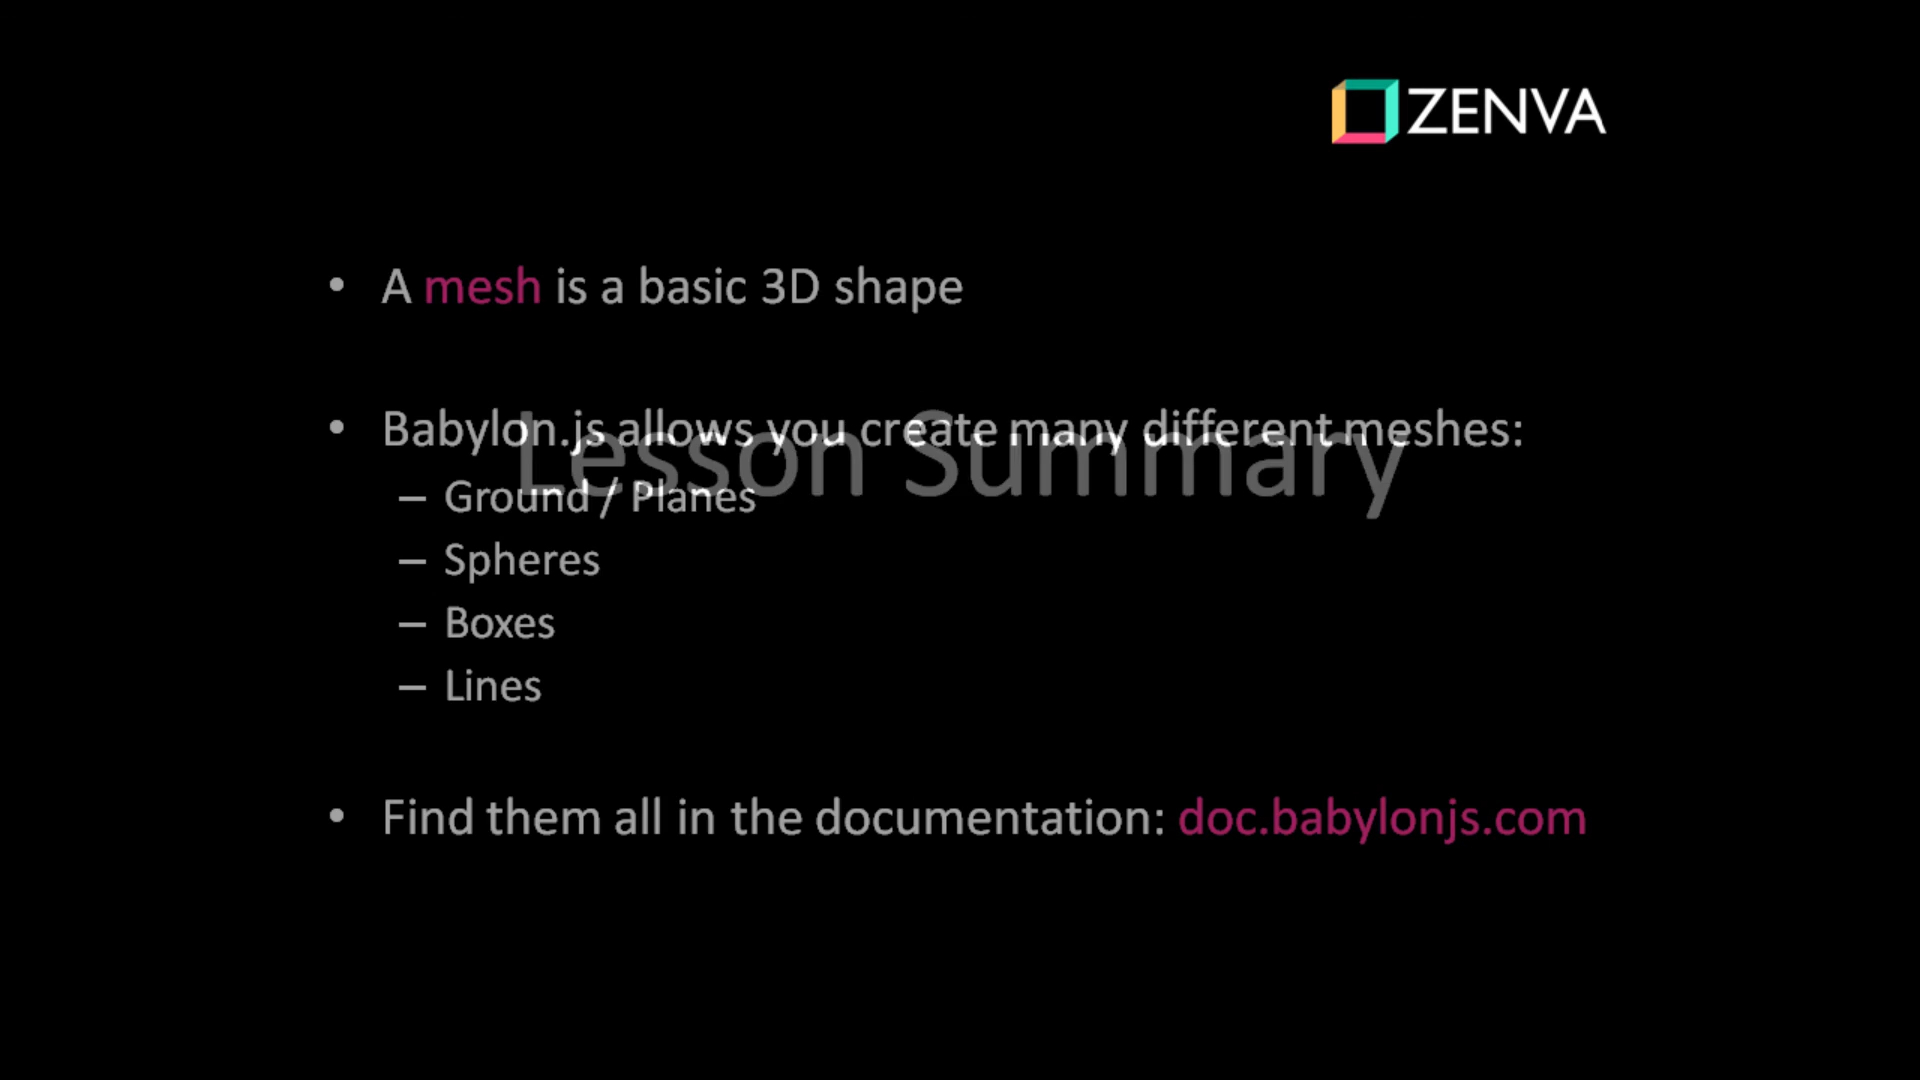 ZENVA
• A mesh is a basic 3D shape
• Babylon.js allows you create many different meshes:
Lesson Summary
– Ground / Planes
– Spheres
– Boxes
– Lines
• Find them all in the documentation: doc.babylonjs.com